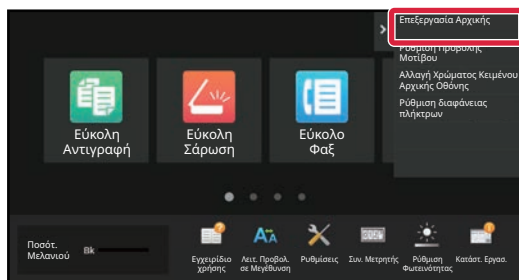 Επεξεργασία Αρχικής
Ρύθμιση Προβολής
Μοτίβου
Αλλαγή Χρώματος Κειμένου
Αρχικής Οθόνης
Ρύθμιση διαφάνειας
πλήκτρων
Εύκολη
Αντιγραφή
Εύκολη
Σάρωση
Εύκολο
Φαξ
Ποσότ.
Μελανιού
Bk
Εγχειρίδιο
χρήσης
Λειτ. Προβολ.
σε Μεγέθυνση
Ρυθμίσεις
Συν. Μετρητής
Ρύθμιση
Φωτεινότητας
Κατάστ. Εργασ.